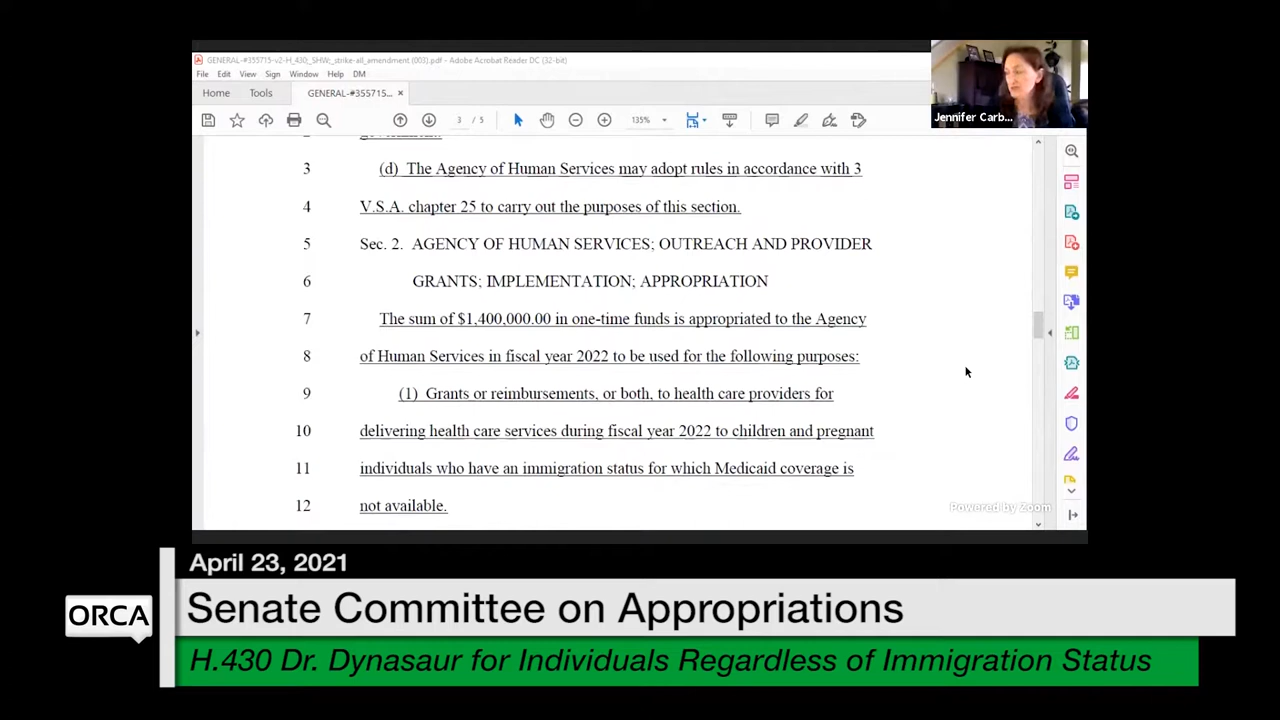 GENERAL-#355715-v2-H_430;_SHW;_strike-all_amendment (003).pdf - Adobe Acrobat Reader DC (32-bit)
File Edit View Sign Window Help DM
Home Tools GENERAL-#355715... ×
3 / 5 135%
Jennifer Carb...
government.
3 (d) The Agency of Human Services may adopt rules in accordance with 3
4 V.S.A. chapter 25 to carry out the purposes of this section.
5 Sec. 2. AGENCY OF HUMAN SERVICES; OUTREACH AND PROVIDER
6 GRANTS; IMPLEMENTATION; APPROPRIATION
7 The sum of $1,400,000.00 in one-time funds is appropriated to the Agency
8 of Human Services in fiscal year 2022 to be used for the following purposes:
9 (1) Grants or reimbursements, or both, to health care providers for
10 delivering health care services during fiscal year 2022 to children and pregnant
11 individuals who have an immigration status for which Medicaid coverage is
12 not available.
Powered by Zoom
April 23, 2021
ORCA
Senate Committee on Appropriations
H.430 Dr. Dynasaur for Individuals Regardless of Immigration Status